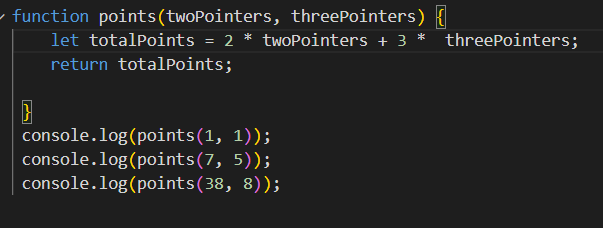 function points(twoPointers, threePointers) {
    let totalPoints = 2 * twoPointers + 3 *  threePointers;
    return totalPoints;

 }
 console.log(points(1, 1));
 console.log(points(7, 5));
 console.log(points(38, 8));